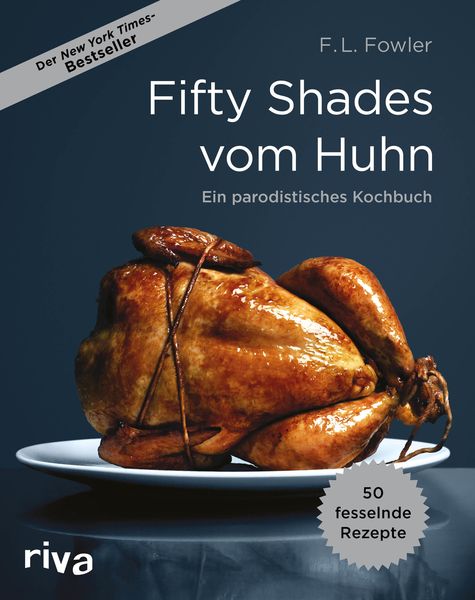 Der New York Times-
Bestseller
F. L. Fowler
Fifty Shades
vom Huhn
Ein parodistisches Kochbuch
50
fesselnde
Rezepte
riva